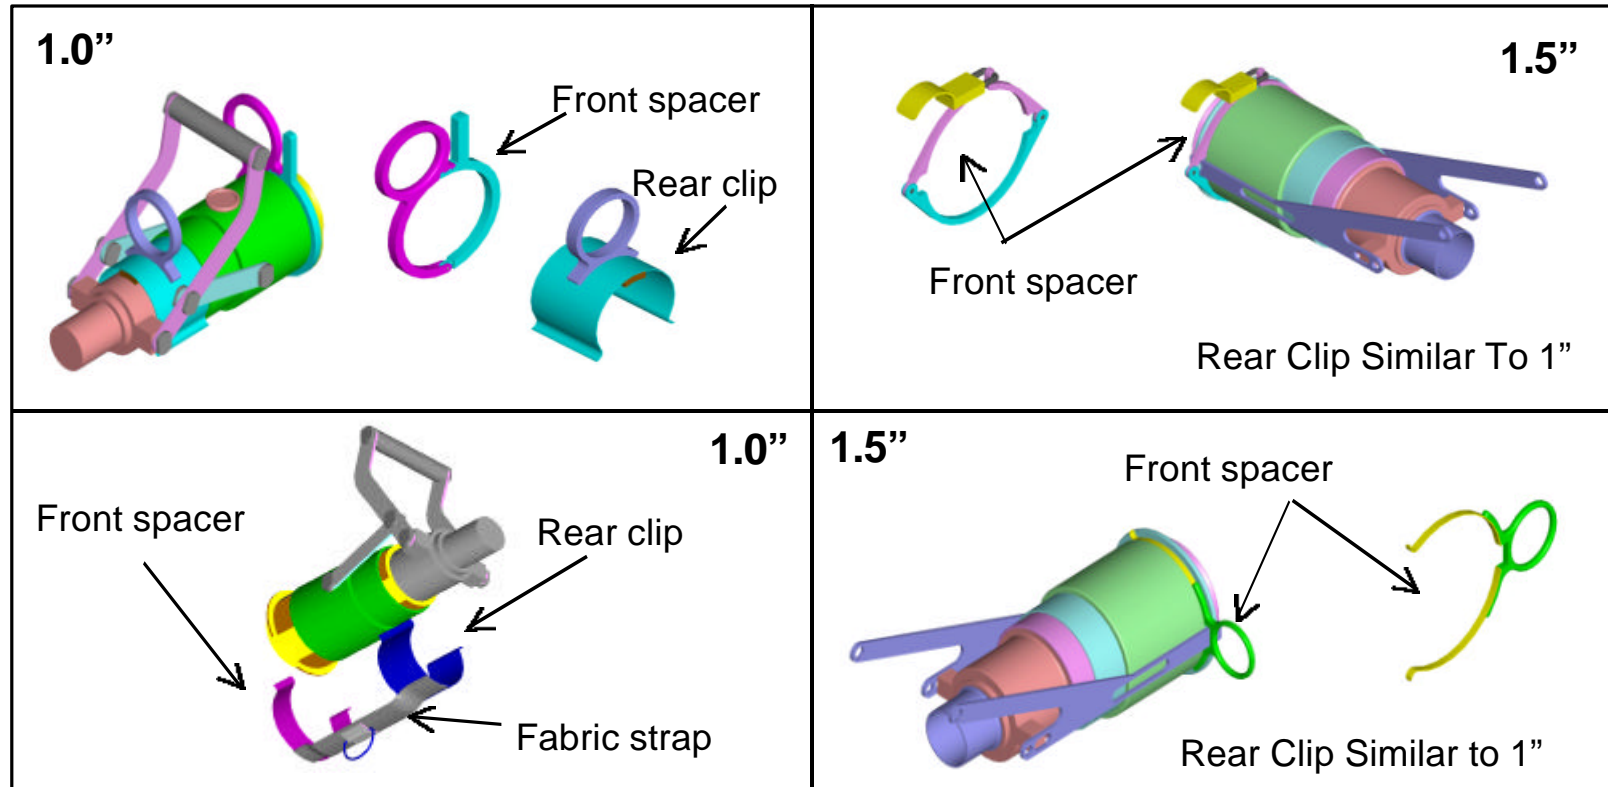 1.0”
Front spacer
Rear clip
1.5”
Front spacer
Rear Clip Similar To 1”
1.0”
Front spacer
Rear clip
Fabric strap
1.5”
Front spacer
Rear Clip Similar to 1”